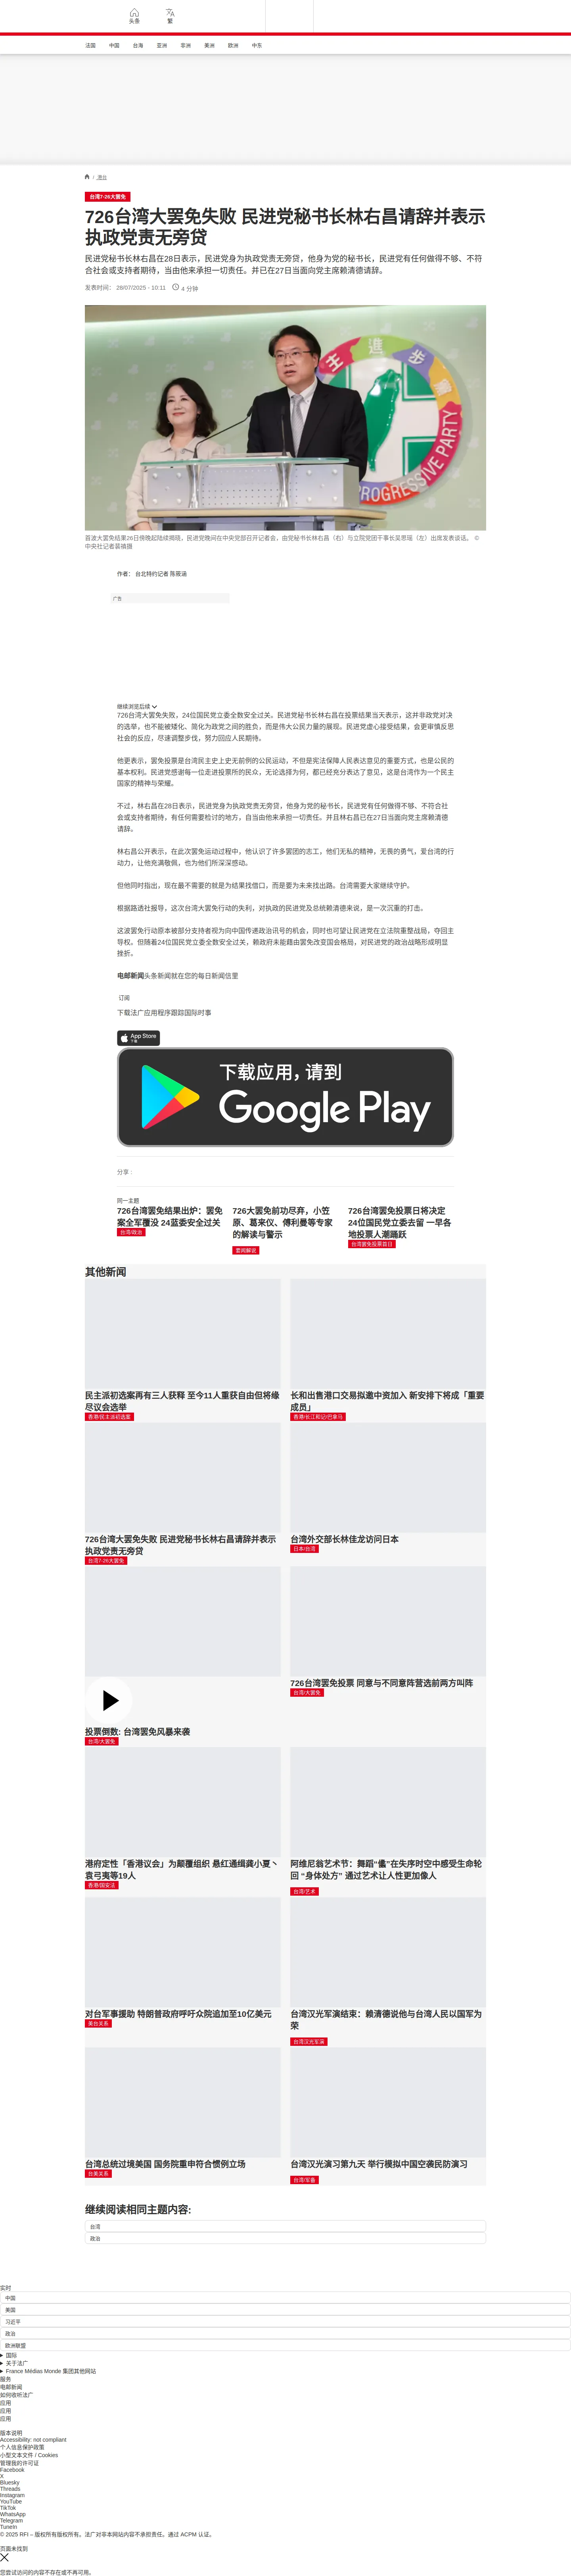 头条
繁
法国
中国
台海
亚洲
非洲
美洲
欧洲
中东
/ 港台
台湾7‧26大罢免
726台湾大罢免失败 民进党秘书长林右昌请辞并表示
执政党责无旁贷
民进党秘书长林右昌在28日表示，民进党身为执政党责无旁贷，他身为党的秘书长，民进党有任何做得不够、不符
合社会或支持者期待，当由他来承担一切责任。并已在27日当面向党主席赖清德请辞。
发表时间： 28/07/2025 - 10:11
4 分钟
民主進步黨
PROGRESSIVE PARTY
首波大罢免结果26日傍晚起陆续揭晓，民进党晚间在中央党部召开记者会，由党秘书长林右昌（右）与立院党团干事长吴思瑶（左）出席发表谈话。 ©
中央社记者裴禛摄
作者： 台北特约记者 陈筱涵
广告
继续浏览后续
726台湾大罢免失败，24位国民党立委全数安全过关。民进党秘书长林右昌在投票结果当天表示，这并非政党对决
的选举，也不能被矮化、简化为政党之间的胜负，而是伟大公民力量的展现。民进党虚心接受结果，会更审慎反思
社会的反应，尽速调整步伐，努力回应人民期待。
他更表示，罢免投票是台湾民主史上史无前例的公民运动，不但是宪法保障人民表达意见的重要方式，也是公民的
基本权利。民进党感谢每一位走进投票所的民众，无论选择为何，都已经充分表达了意见，这是台湾作为一个民主
国家的精神与荣耀。
不过，林右昌在28日表示，民进党身为执政党责无旁贷，他身为党的秘书长，民进党有任何做得不够、不符合社
会或支持者期待，有任何需要检讨的地方，自当由他来承担一切责任。并且林右昌已在27日当面向党主席赖清德
请辞。
林右昌公开表示，在此次罢免运动过程中，他认识了许多罢团的志工，他们无私的精神，无畏的勇气，爱台湾的行
动力，让他充满敬佩，也为他们所深深感动。
但他同时指出，现在最不需要的就是为结果找借口，而是要为未来找出路。台湾需要大家继续守护。
根据路透社报导，这次台湾大罢免行动的失利，对执政的民进党及总统赖清德来说，是一次沉重的打击。
这波罢免行动原本被部分支持者视为向中国传递政治讯号的机会，同时也可望让民进党在立法院重整战局，夺回主
导权。但随着24位国民党立委全数安全过关，赖政府未能藉由罢免改变国会格局，对民进党的政治战略形成明显
挫折。
电邮新闻头条新闻就在您的每日新闻信里
订阅
下载法广应用程序跟踪国际时事
App Store
下载应用，请到
Google Play
分享 :
同一主题
726台湾罢免结果出炉：罢免
案全军覆没 24蓝委安全过关
台湾/政治
726大罢免前功尽弃，小笠
原、葛来仪、傅利曼等专家
的解读与警示
要闻解说
726台湾罢免投票日将决定
24位国民党立委去留 一早各
地投票人潮踊跃
台湾罢免投票首日
其他新闻
民主派初选案再有三人获释 至今11人重获自由但将缘
尽议会选举
香港/民主派初选案
长和出售港口交易拟邀中资加入 新安排下将成「重要
成员」
香港/长江和记/巴拿马
726台湾大罢免失败 民进党秘书长林右昌请辞并表示
执政党责无旁贷
台湾7‧26大罢免
台湾外交部长林佳龙访问日本
日本/台湾
投票倒数: 台湾罢免风暴来袭
台湾/大罢免
726台湾罢免投票 同意与不同意阵营选前两方叫阵
台湾/大罢免
港府定性「香港议会」为颠覆组织 悬红通缉龚小夏丶
袁弓夷等19人
香港/国安法
阿维尼翁艺术节：舞蹈“儘”在失序时空中感受生命轮
回 “身体处方” 通过艺术让人性更加像人
台湾/艺术
对台军事援助 特朗普政府呼吁众院追加至10亿美元
美台关系
台湾汉光军演结束：赖清德说他与台湾人民以国军为
荣
台湾汉光军演
台湾总统过境美国 国务院重申符合惯例立场
台美关系
台湾汉光演习第九天 举行模拟中国空袭民防演习
台湾/军备
继续阅读相同主题内容:
台湾
政治
实时
中国
美国
习近平
政治
欧洲联盟
国际
关于法广
France Médias Monde 集团其他网站
服务
电邮新闻
如何收听法广
应用
应用
应用
版本说明
Accessibility: not compliant
个人信息保护政策
小型文本文件 / Cookies
管理我的许可证
Facebook
X
Bluesky
Threads
Instagram
YouTube
TikTok
WhatsApp
Telegram
TuneIn
© 2025 RFI – 版权所有版权所有。法广对非本网站内容不承担责任。通过 ACPM 认证。
页面未找到
您尝试访问的内容不存在或不再可用。